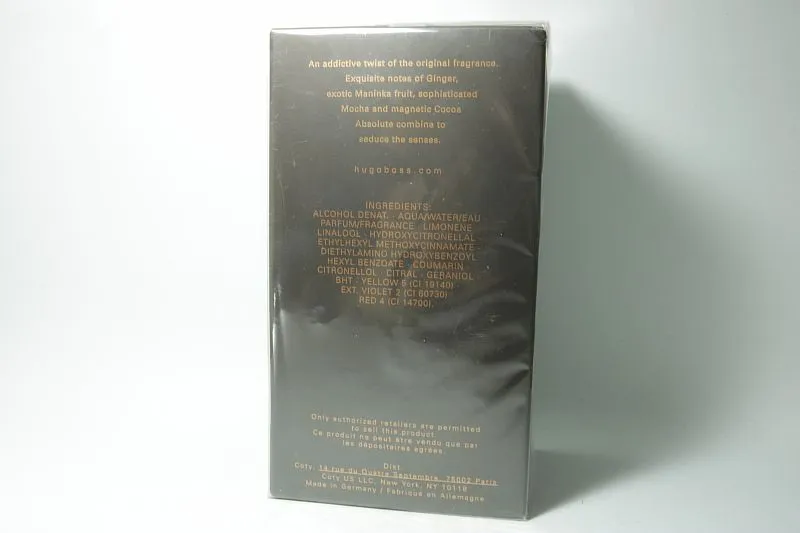 An addictive twist of the original fragrance.
Exquisite notes of Ginger,
exotic Maninka fruit, sophisticated
Mocha and magnetic Cocoa
Absolute combine to
seduce the senses.
hugoboss.com
INGREDIENTS:
ALCOHOL DENAT. · AQUA/WATER/EAU
PARFUM/FRAGRANCE · LIMONENE
LINALOOL · HYDROXYCITRONELLAL
ETHYLHEXYL METHOXYCINNAMATE ·
DIETHYLAMINO HYDROXYBENZOYL
HEXYL BENZOATE · COUMARIN
CITRONELLOL · CITRAL · GERANIOL
BHT · YELLOW 5 (CI 19140) ·
EXT. VIOLET 2 (CI 60730) ·
RED 4 (CI 14700).
Only authorized retailers are permitted
to sell this product.
Ce produit ne peut être vendu que par
les dépositaires agréés.
Dist.
Coty, 14 rue du Quatre Septembre, 75002 Paris
Coty US LLC, New York, NY 10118
Made in Germany / Fabriqué en Allemagne